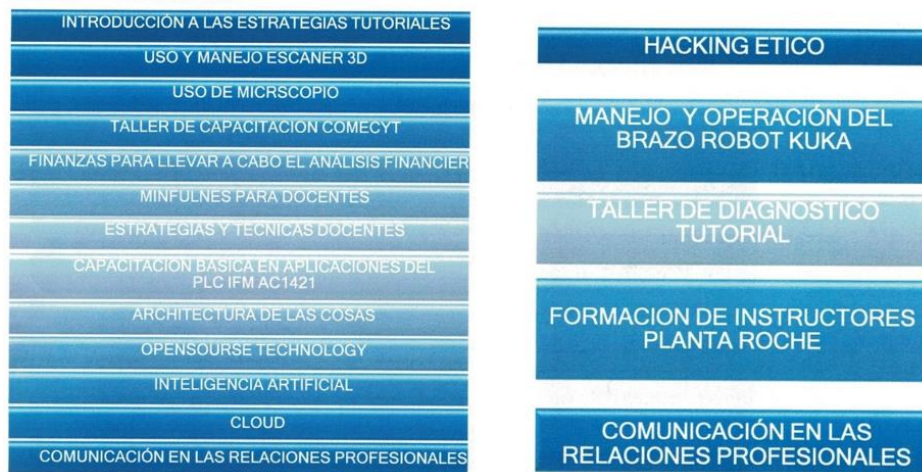 INTRODUCCIÓN A LAS ESTRATEGIAS TUTORIALES
USO Y MANEJO ESCANER 3D
USO DE MICRSCOPIO
TALLER DE CAPACITACION COMECYT
FINANZAS PARA LLEVAR A CABO EL ANÁLISIS FINANCIER
MINFULNES PARA DOCENTES
ESTRATEGIAS Y TECNICAS DOCENTES
CAPACITACION BASICA EN APLICACIONES DEL
PLC IFM AC1421
ARCHITECTURA DE LAS COSAS
OPENSOURSE TECHNOLOGY
INTELIGENCIA ARTIFICIAL
CLOUD
COMUNICACIÓN EN LAS RELACIONES PROFESIONALES
HACKING ETICO
MANEJO Y OPERACIÓN DEL
BRAZO ROBOT KUKA
TALLER DE DIAGNOSTICO
TUTORIAL
FORMACION DE INSTRUCTORES
PLANTA ROCHE
COMUNICACIÓN EN LAS
RELACIONES PROFESIONALES